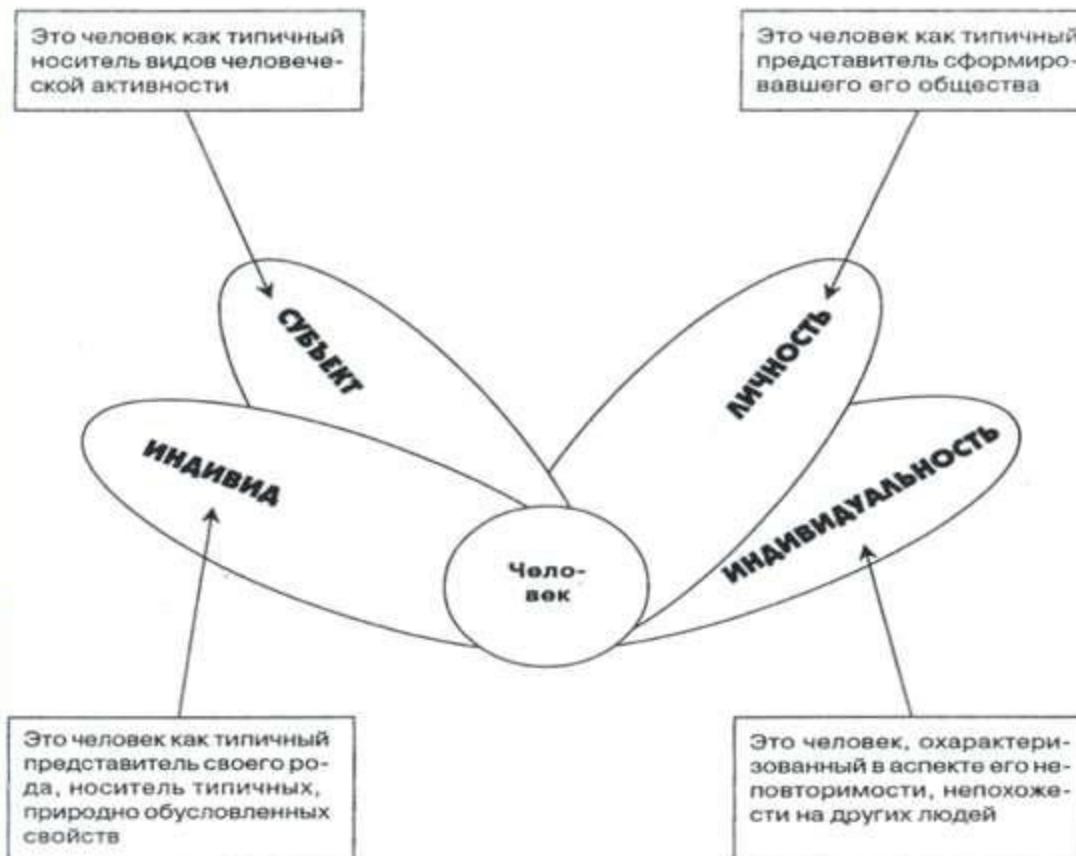 Это человек как типичный
носитель видов человече-
ской активности
Это человек как типичный
представитель сформиро-
вавшего его общества
СУБЪЕКТ
ЛИЧНОСТЬ
ИНДИВИД
ИНДИВИДУАЛЬНОСТЬ
Чело-
век
Это человек как типичный
представитель своего ро-
да, носитель типичных,
природно обусловленных
свойств
Это человек, охарактери-
зованный в аспекте его не-
повторимости, непохоже-
сти на других людей